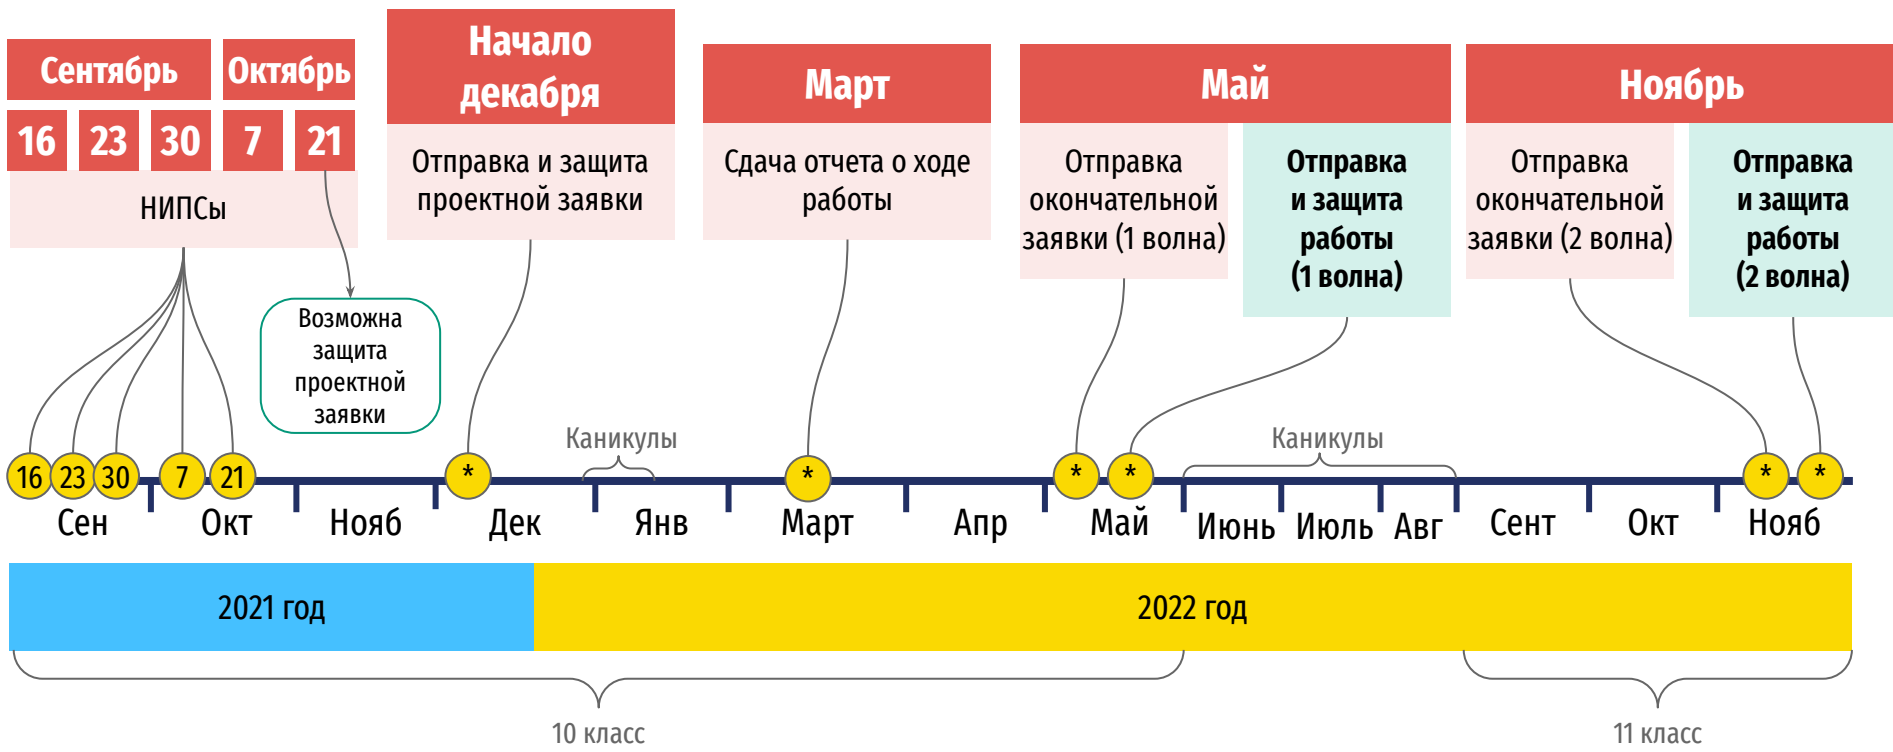 Сентябрь
Октябрь
16
23
30
7
21
НИПСы
Возможна
защита
проектной
заявки
Начало
декабря
Отправка и защита
проектной заявки
Март
Сдача отчета о ходе
работы
Май
Отправка
окончательной
заявки (1 волна)
Отправка
и защита
работы
(1 волна)
Ноябрь
Отправка
окончательной
заявки (2 волна)
Отправка
и защита
работы
(2 волна)
Каникулы
Каникулы
16
23
30
7
21
*
*
*
*
*
*
Сен
Окт
Нояб
Дек
Янв
Март
Апр
Май
Июнь
Июль
Авг
Сент
Окт
Нояб
2021 год
2022 год
10 класс
11 класс